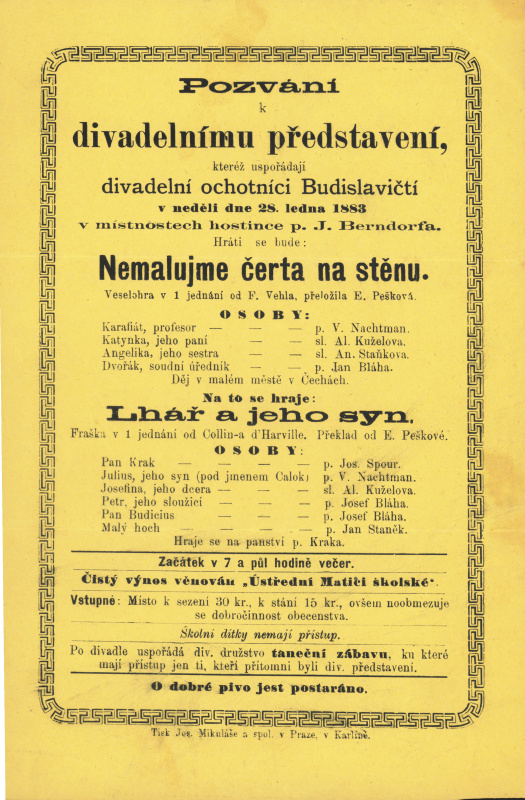 Pozvání
k
divadelnímu představení,
kteréž uspořádají
divadelní ochotníci Budislavičtí
v neděli dne 28. ledna 1883
v místnostech hostince p. J. Berndorfa.
Hráti se bude:
Nemalujme čerta na stěnu.
Veselohra v 1 jednání od F. Vehla, přeložila E. Pešková.
OSOBY:
Karafiát, profesor — — — p. V. Nachtman.
Katynka, jeho paní — — sl. Al. Kuželova.
Angelika, jeho sestra — — sl. An. Staňkova.
Dvořák, soudní úředník — — p. Jan Bláha.
Děj v malém městě v Čechách.
Na to se hraje:
Lhář a jeho syn.
Fraška v 1 jednání od Collin-a d'Harville. Překlad od E. Peškové.
OSOBY:
Pan Krak — — — — p. Jos. Spour.
Julius, jeho syn (pod jmenem Calok) p. V. Nachtman.
Josefina, jeho dcera — — — sl. Al. Kuželova.
Petr, jeho sloužící — — — p. Josef Bláha.
Pan Budicius — — — p. Josef Bláha.
Malý hoch — — — — p. Jan Staněk.
Hraje se na panství p. Kraka.
Začátek v 7 a půl hodině večer.
Čistý výnos věnován „Ústřední Matici školské“.
Vstupné: Místo k sezení 30 kr., k stání 15 kr., ovšem noobmezuje
se dobročinnost obecenstva.
Školní dítky nemají přístup.
Po divadle uspořádá div. družstvo taneční zábavu, ku které
mají přístup jen ti, kteří přítomni byli div. představení.
O dobré pivo jest postaráno.
Tisk Jos. Mikuláše a spol. v Praze, v Karlíně.